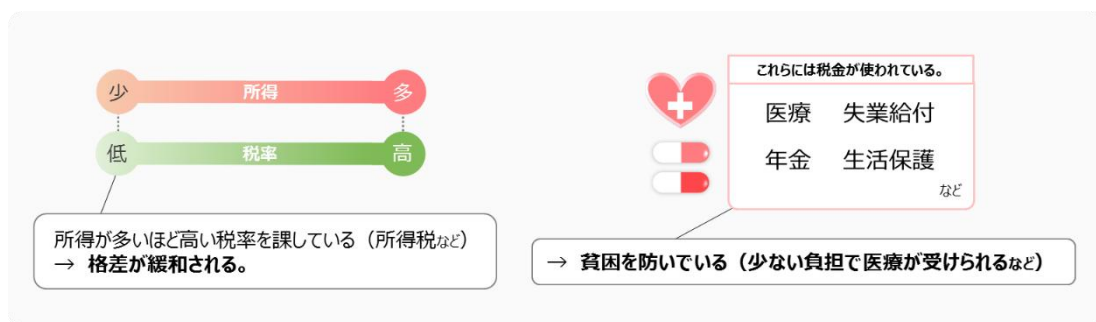 少 所得 多
低 税率 高
所得が多いほど高い税率を課している（所得税など）
→ 格差が緩和される。
これらには税金が使われている。
医療 失業給付
年金 生活保護
など
→ 貧困を防いでいる（少ない負担で医療が受けられるなど）